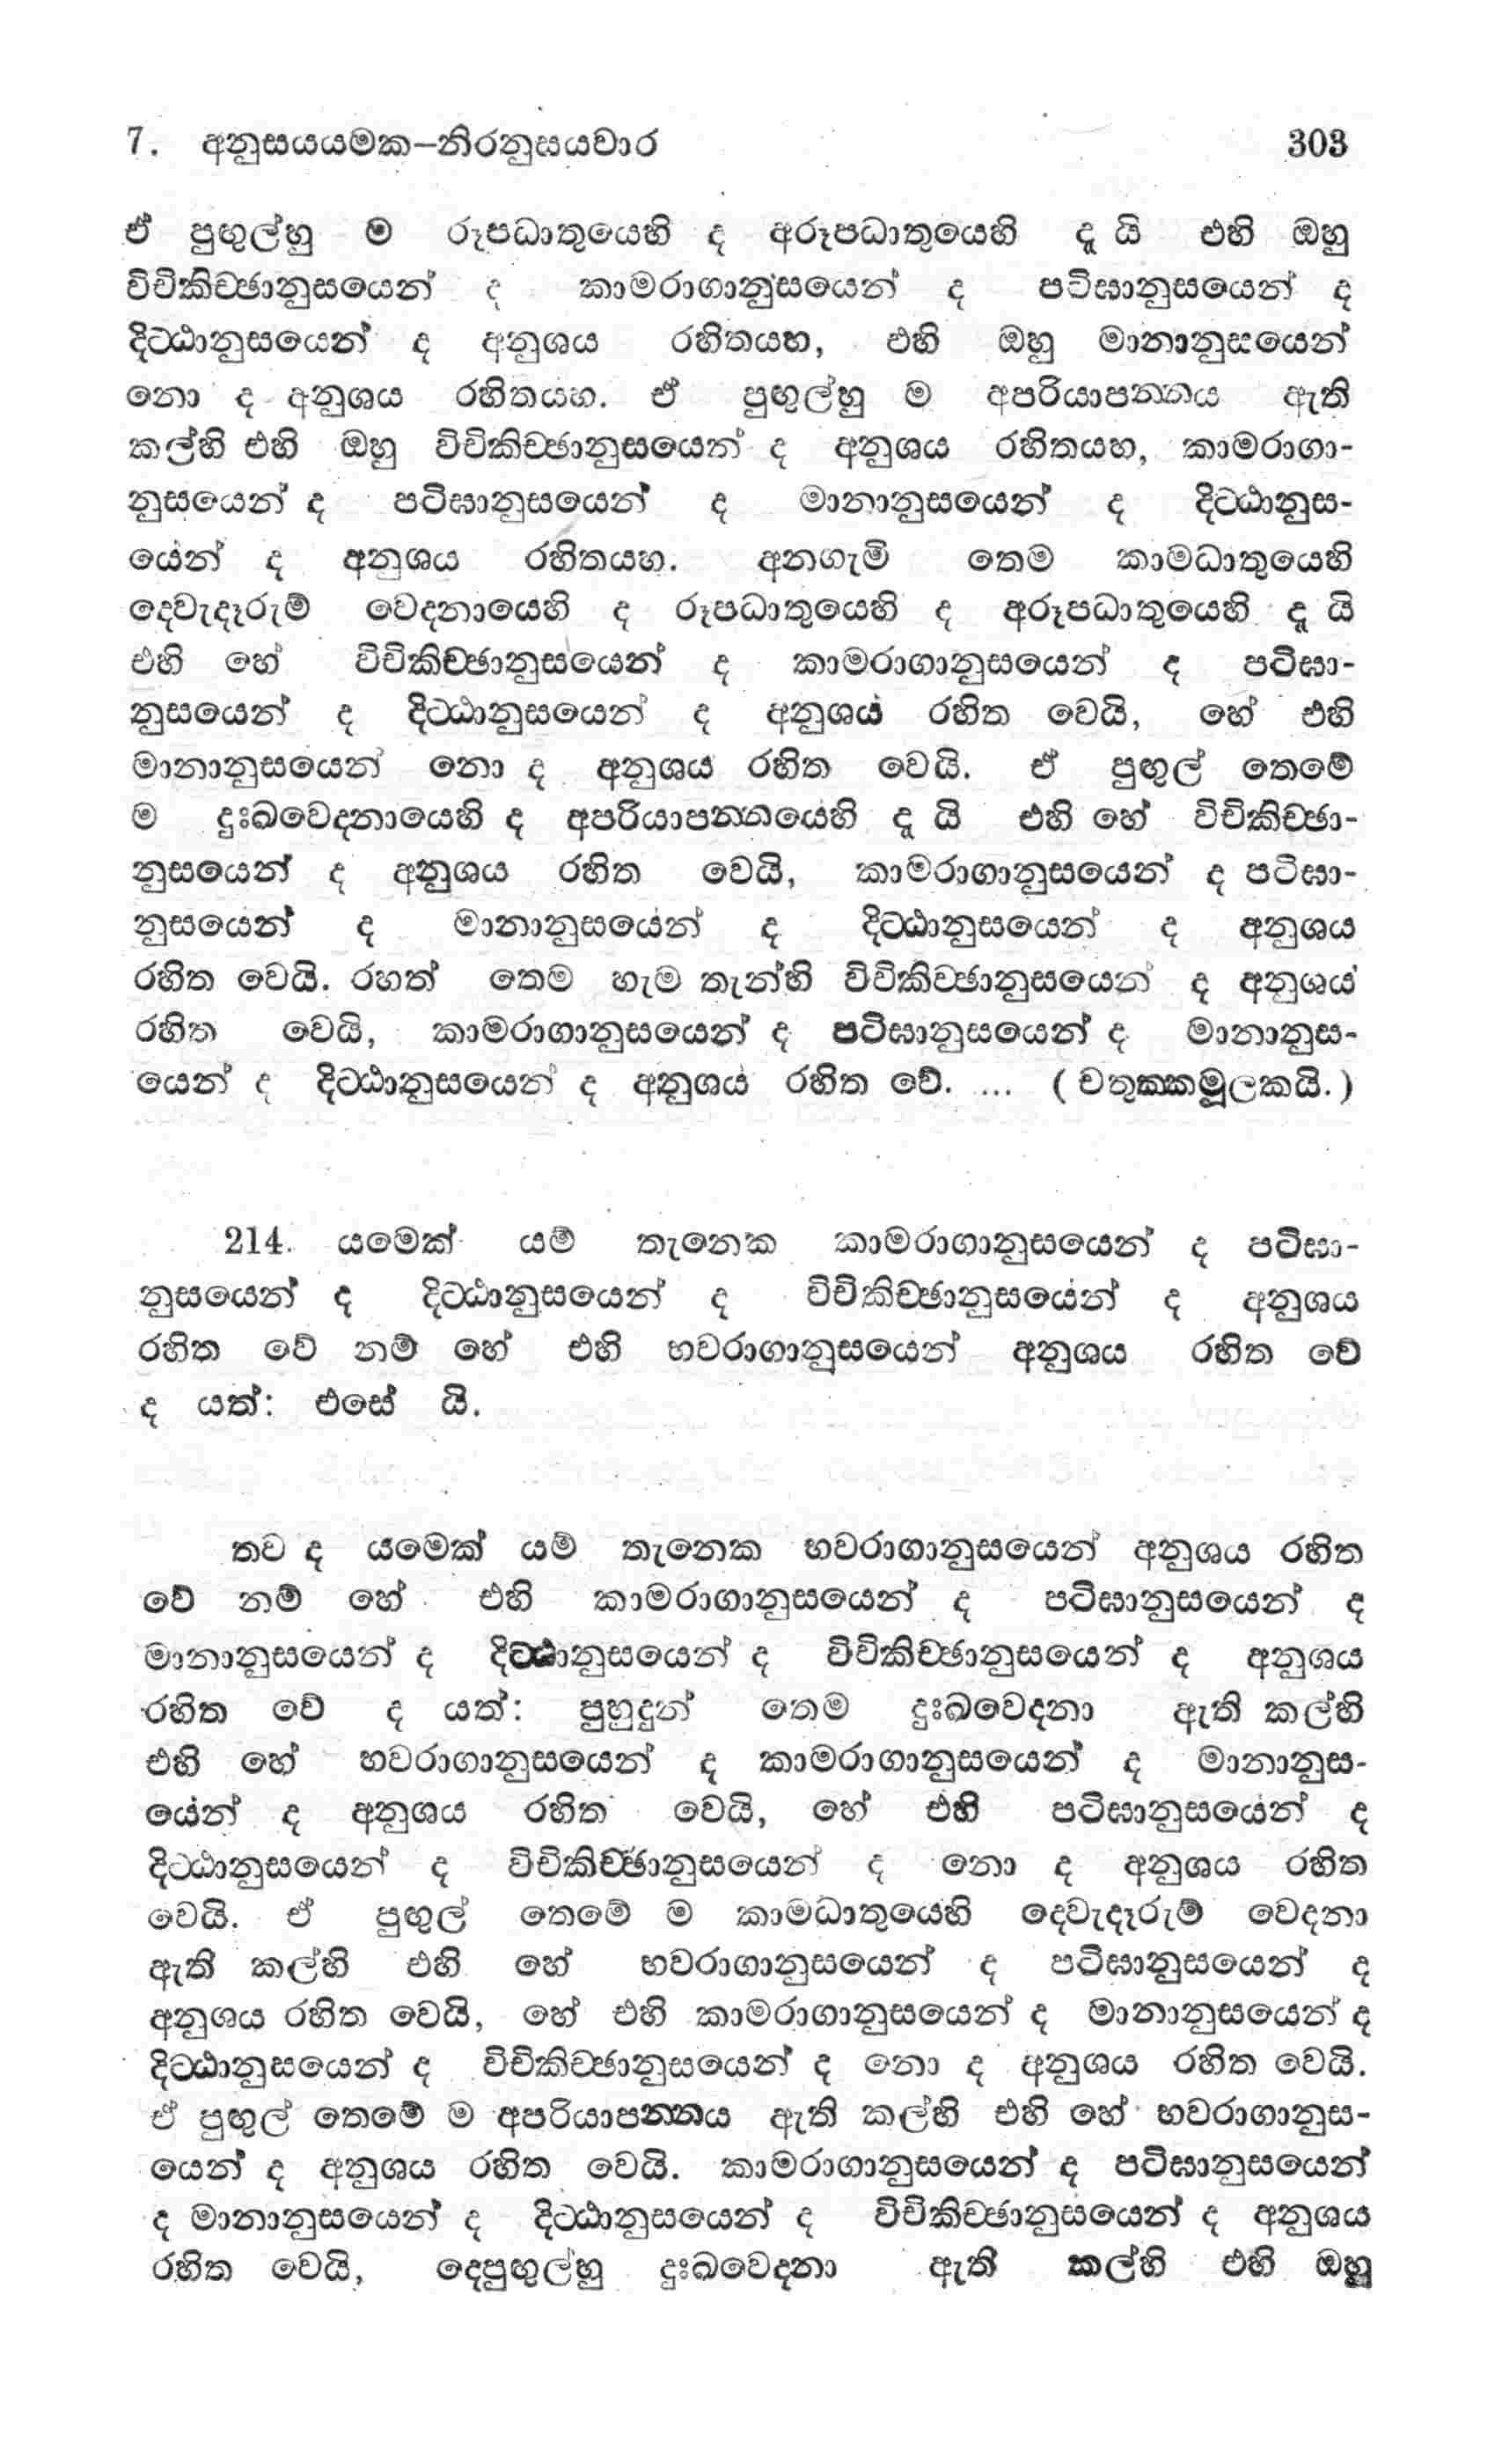 7. අනුසයයමක–නිරනුසයවාර 303
ඒ පුඟුල්හු ම රූපධාතුයෙහි ද අරූපධාතුයෙහි දැ යි එහි ඔහු
විචිකිච්ඡානුසයෙන් ද කාමරාගානුසයෙන් ද පටිඝානුසයෙන් ද
දිට්ඨානුසයෙන් ද අනුශය රහිතයහ, එහි ඔහු මානානුසයෙන්
නො ද අනුශය රහිතයහ. ඒ පුඟුල්හු ම අපරියාපන්නය ඇති
කල්හි එහි ඔහු විචිකිච්ඡානුසයෙන් ද අනුශය රහිතයහ, කාමරාගා-
නුසයෙන් ද පටිඝානුසයෙන් ද මානානුසයෙන් ද දිට්ඨානුස-
යෙන් ද අනුශය රහිතයහ. අනගැමි තෙම කාමධාතුයෙහි
දෙවැදෑරුම් වෙදනායෙහි ද රූපධාතුයෙහි ද අරූපධාතුයෙහි දැ යි
එහි හේ විචිකිච්ඡානුසයෙන් ද කාමරාගානුසයෙන් ද පටිඝා-
නුසයෙන් ද දිට්ඨානුසයෙන් ද අනුශය රහිත වෙයි, හේ එහි
මානානුසයෙන් නො ද අනුශය රහිත වෙයි. ඒ පුඟුල් තෙමේ
ම දුඃඛවෙදනායෙහි ද අපරියාපන්නයෙහි දැ යි එහි හේ විචිකිච්ඡා-
නුසයෙන් ද අනුශය රහිත වෙයි, කාමරාගානුසයෙන් ද පටිඝා-
නුසයෙන් ද මානානුසයෙන් ද දිට්ඨානුසයෙන් ද අනුශය
රහිත වෙයි. රහත් තෙම හැම තැන්හි විචිකිච්ඡානුසයෙන් ද අනුශය
රහිත වෙයි, කාමරාගානුසයෙන් ද පටිඝානුසයෙන් ද මානානුස-
යෙන් ද දිට්ඨානුසයෙන් ද අනුශය රහිත වේ. ... (චතුක්කමූලකයි.)
214. යමෙක් යම් තැනෙක කාමරාගානුසයෙන් ද පටිඝා-
නුසයෙන් ද දිට්ඨානුසයෙන් ද විචිකිච්ඡානුසයෙන් ද අනුශය
රහිත වේ නම් හේ එහි භවරාගානුසයෙන් අනුශය රහිත වේ
ද යත්: එසේ යි.
තව ද යමෙක් යම් තැනෙක භවරාගානුසයෙන් අනුශය රහිත
වේ නම් හේ එහි කාමරාගානුසයෙන් ද පටිඝානුසයෙන් ද
මානානුසයෙන් ද දිට්ඨානුසයෙන් ද විචිකිච්ඡානුසයෙන් ද අනුශය
රහිත වේ ද යත්: පුහුදුන් තෙම දුඃඛවෙදනා ඇති කල්හි
එහි හේ භවරාගානුසයෙන් ද කාමරාගානුසයෙන් ද මානානුස-
යෙන් ද අනුශය රහිත වෙයි, හේ එහි පටිඝානුසයෙන් ද
දිට්ඨානුසයෙන් ද විචිකිච්ඡානුසයෙන් ද නො ද අනුශය රහිත
වෙයි. ඒ පුඟුල් තෙමේ ම කාමධාතුයෙහි දෙවැදෑරුම් වෙදනා
ඇති කල්හි එහි හේ භවරාගානුසයෙන් ද පටිඝානුසයෙන් ද
අනුශය රහිත වෙයි, හේ එහි කාමරාගානුසයෙන් ද මානානුසයෙන් ද
දිට්ඨානුසයෙන් ද විචිකිච්ඡානුසයෙන් ද නො ද අනුශය රහිත වෙයි.
ඒ පුඟුල් තෙමේ ම අපරියාපන්නය ඇති කල්හි එහි හේ භවරාගානුස-
යෙන් ද අනුශය රහිත වෙයි. කාමරාගානුසයෙන් ද පටිඝානුසයෙන්
ද මානානුසයෙන් ද දිට්ඨානුසයෙන් ද විචිකිච්ඡානුසයෙන් ද අනුශය
රහිත වෙයි, දෙපුඟුල්හු දුඃඛවෙදනා ඇති කල්හි එහි ඔහු